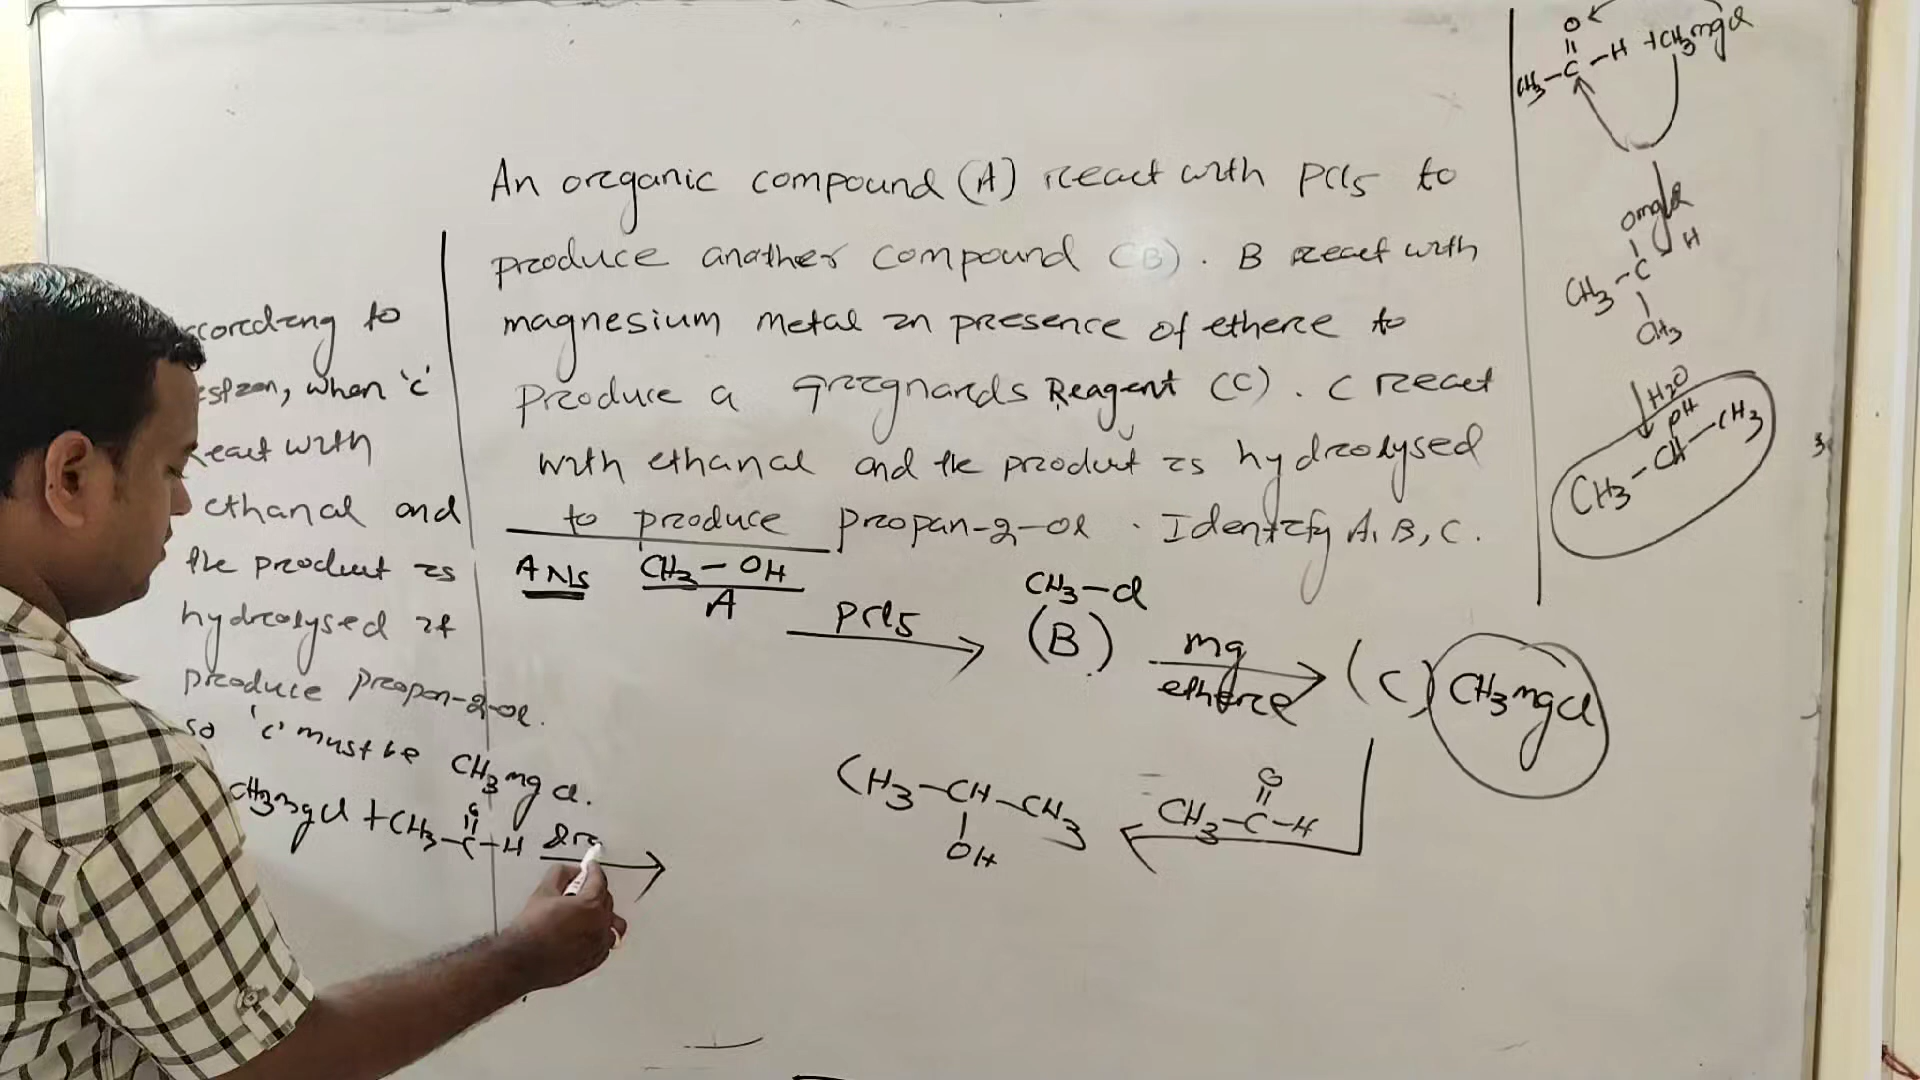 An oreganic compound (A) react with PCl5 to
produce anather compound (B). B react with
magnesium metal in presence of ethere to
produce a Grignards Reagent (C). C react
with ethanal and the product is hydrolysed
to produce propan-2-ol. Identify A, B, C.
ANS
CH3-OH
A
PCl5
CH3-Cl
(B)
mg
ethere
(C) CH3mgCl
O
CH3-C-H
CH3-CH-CH3
OH
ccording to
when 'c'
react with
ethanal and
the product is
hydrolysed it
produce propan-2-ol.
so 'c' must be CH3mgCl.
CH3mgCl + CH3-C-H
O
O
CH3-C-H + CH3mgCl
OmgCl
CH3-C-H
CH3
H2O
CH3-CH-CH3